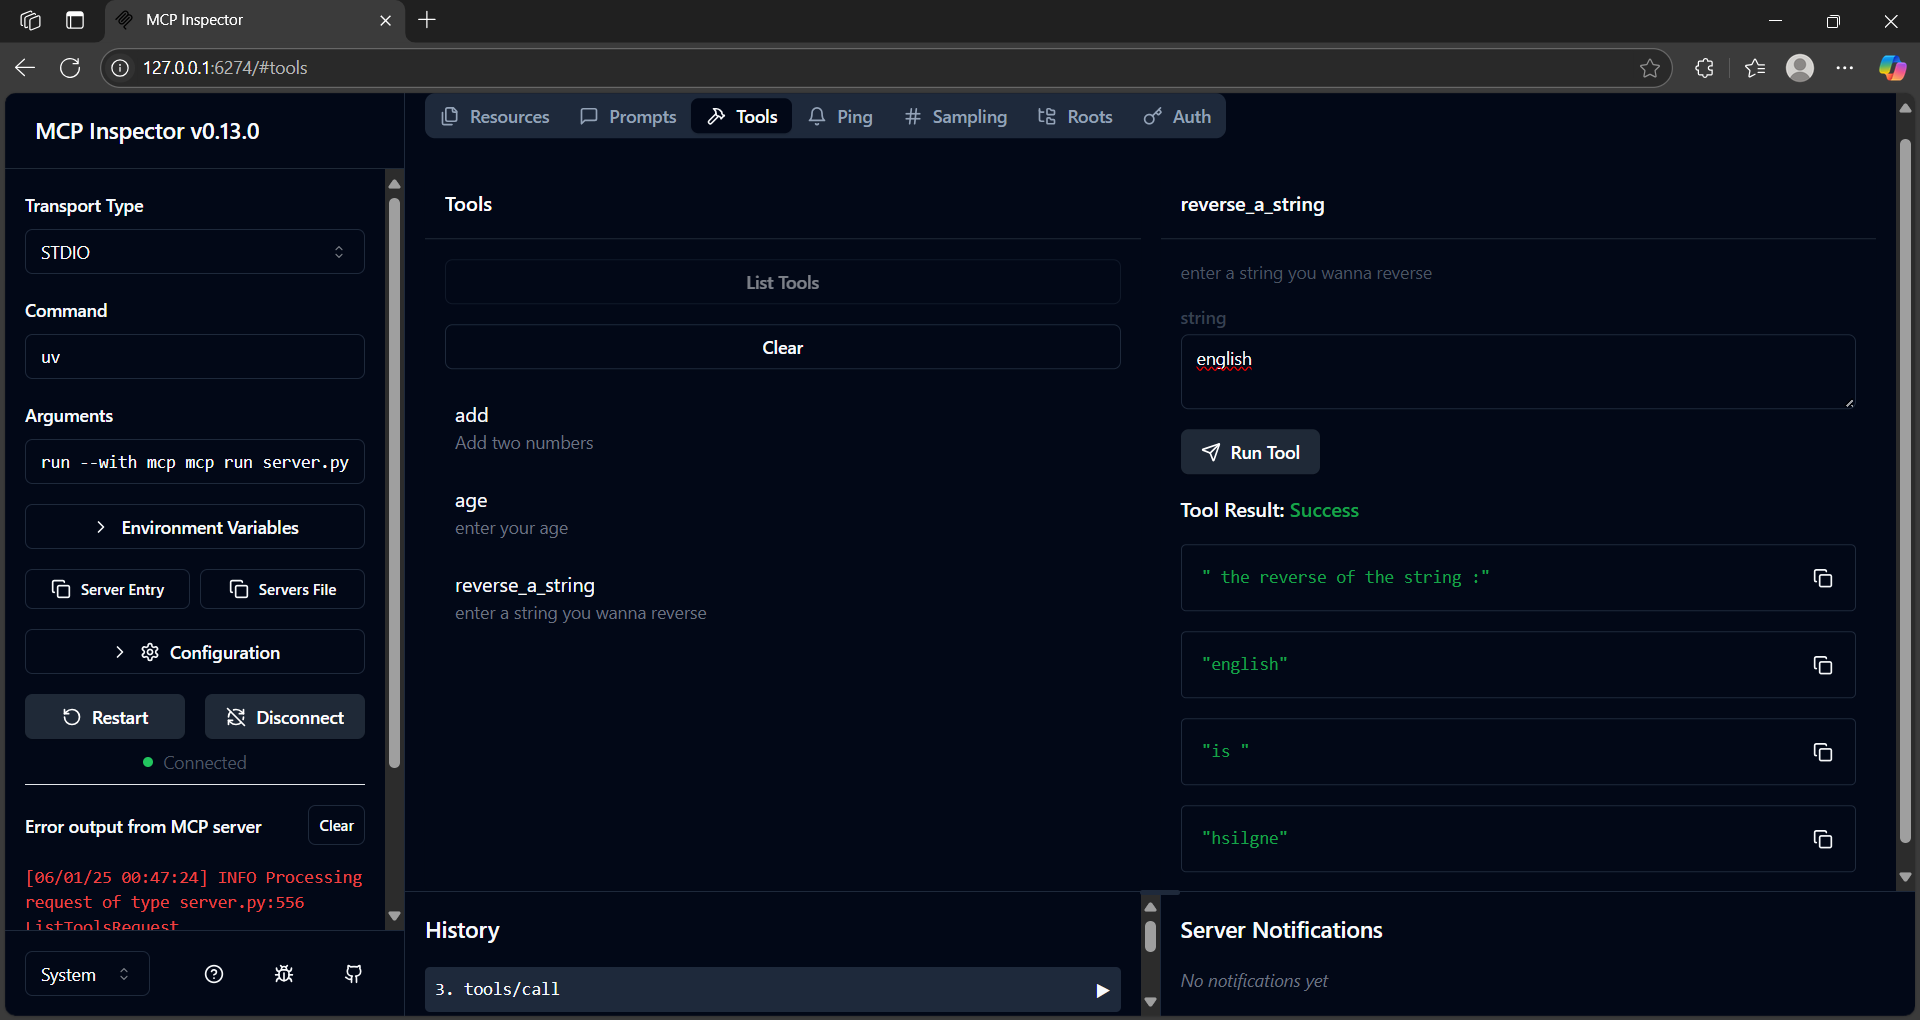 MCP Inspector
127.0.0.1:6274/#tools
MCP Inspector v0.13.0
Transport Type
STDIO
Command
uv
Arguments
run --with mcp mcp run server.py
Environment Variables
Server Entry
Servers File
Configuration
Restart
Disconnect
Connected
Error output from MCP server
Clear
[06/01/25 00:47:24] INFO Processing
request of type server.py:556
ListToolsRequest
System
Resources
Prompts
Tools
Ping
Sampling
Roots
Auth
Tools
List Tools
Clear
add
Add two numbers
age
enter your age
reverse_a_string
enter a string you wanna reverse
reverse_a_string
enter a string you wanna reverse
string
english
Run Tool
Tool Result: Success
" the reverse of the string :"
"english"
"is "
"hsilgne"
History
3. tools/call
Server Notifications
No notifications yet